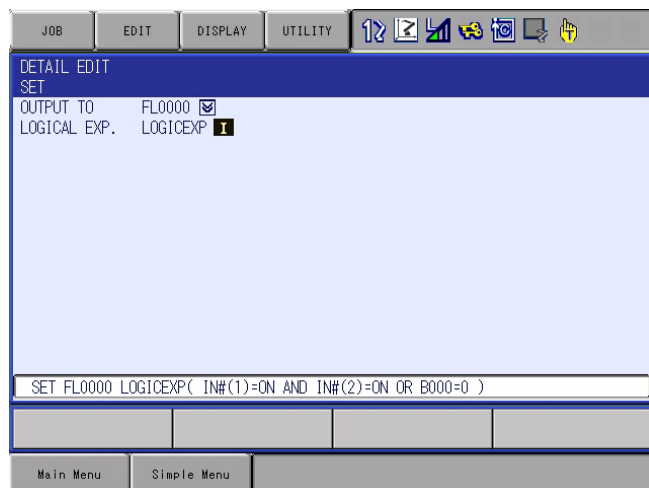 JOB EDIT DISPLAY UTILITY
DETAIL EDIT
SET
OUTPUT TO FL0000
LOGICAL EXP. LOGICEXP
SET FL0000 LOGICEXP( IN#(1)=ON AND IN#(2)=ON OR B000=0 )
Main Menu Simple Menu